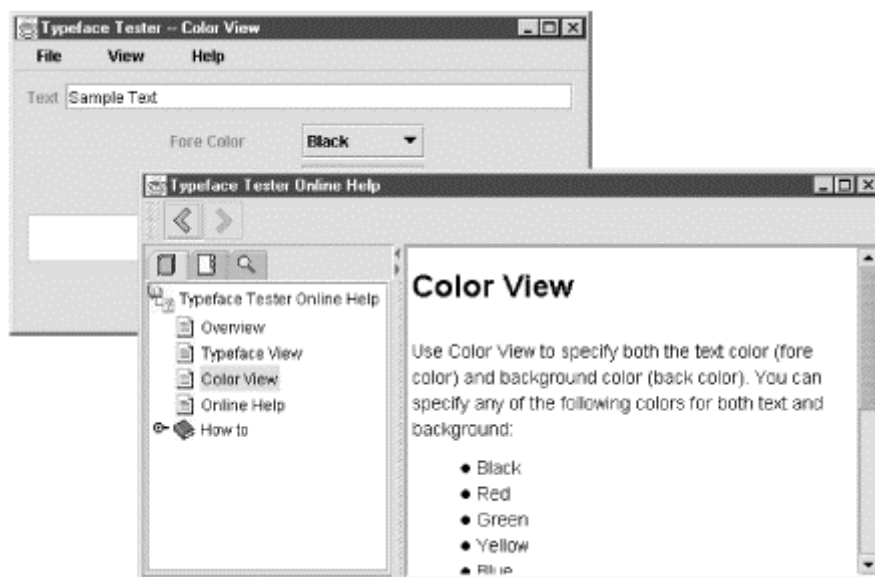 Typeface Tester -- Color View
File View Help
Text Sample Text
Fore Color Black
Typeface Tester Online Help
Typeface Tester Online Help
Overview
Typeface View
Color View
Online Help
How to
Color View
Use Color View to specify both the text color (fore
color) and background color (back color). You can
specify any of the following colors for both text and
background:
• Black
• Red
• Green
• Yellow
• Blue